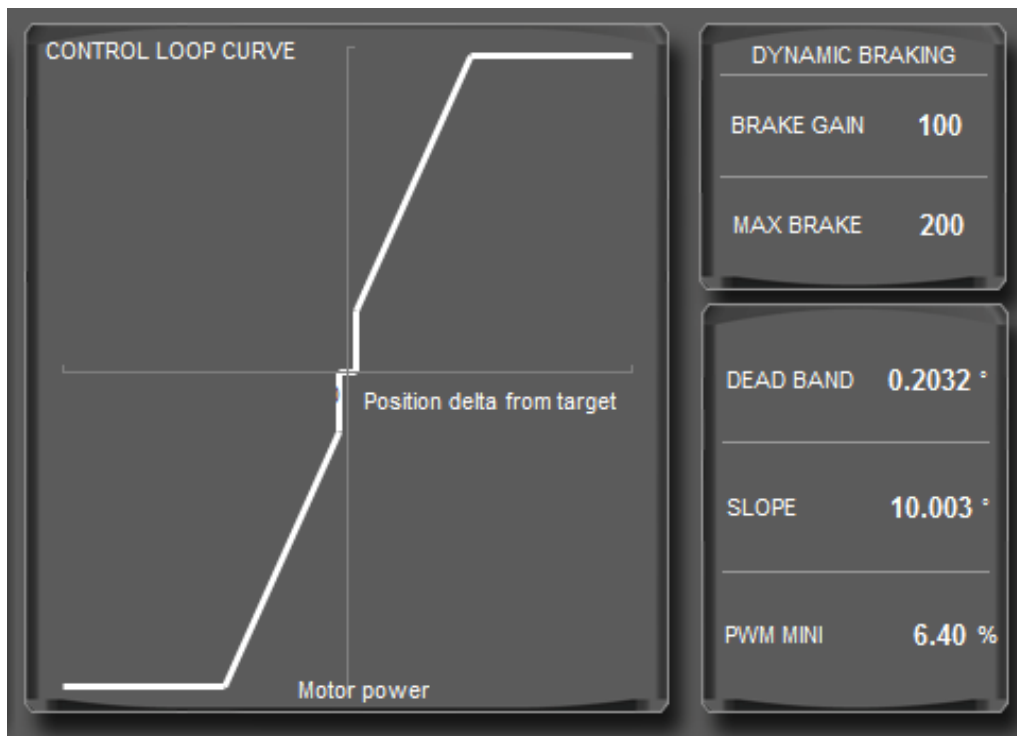 CONTROL LOOP CURVE
Position delta from target
Motor power
DYNAMIC BRAKING
BRAKE GAIN 100
MAX BRAKE 200
DEAD BAND 0.2032 °
SLOPE 10.003 °
PWM MINI 6.40 %